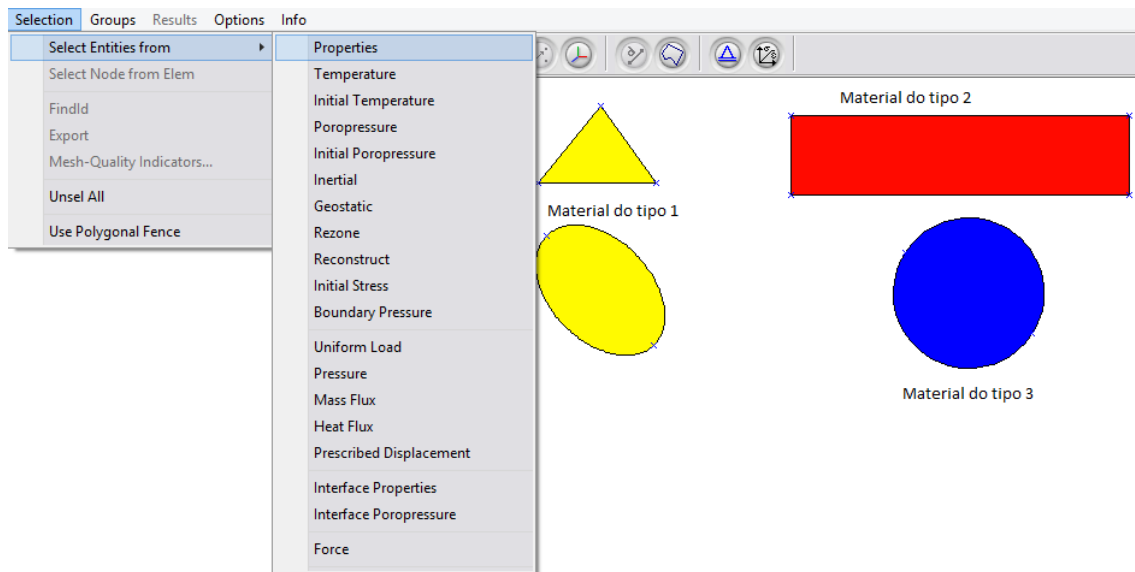 Selection Groups Results Options Info
Select Entities from
Select Node from Elem
FindId
Export
Mesh-Quality Indicators...
Unsel All
Use Polygonal Fence
Properties
Temperature
Initial Temperature
Poropressure
Initial Poropressure
Inertial
Geostatic
Rezone
Reconstruct
Initial Stress
Boundary Pressure
Uniform Load
Pressure
Mass Flux
Heat Flux
Prescribed Displacement
Interface Properties
Interface Poropressure
Force
Material do tipo 2
Material do tipo 1
Material do tipo 3